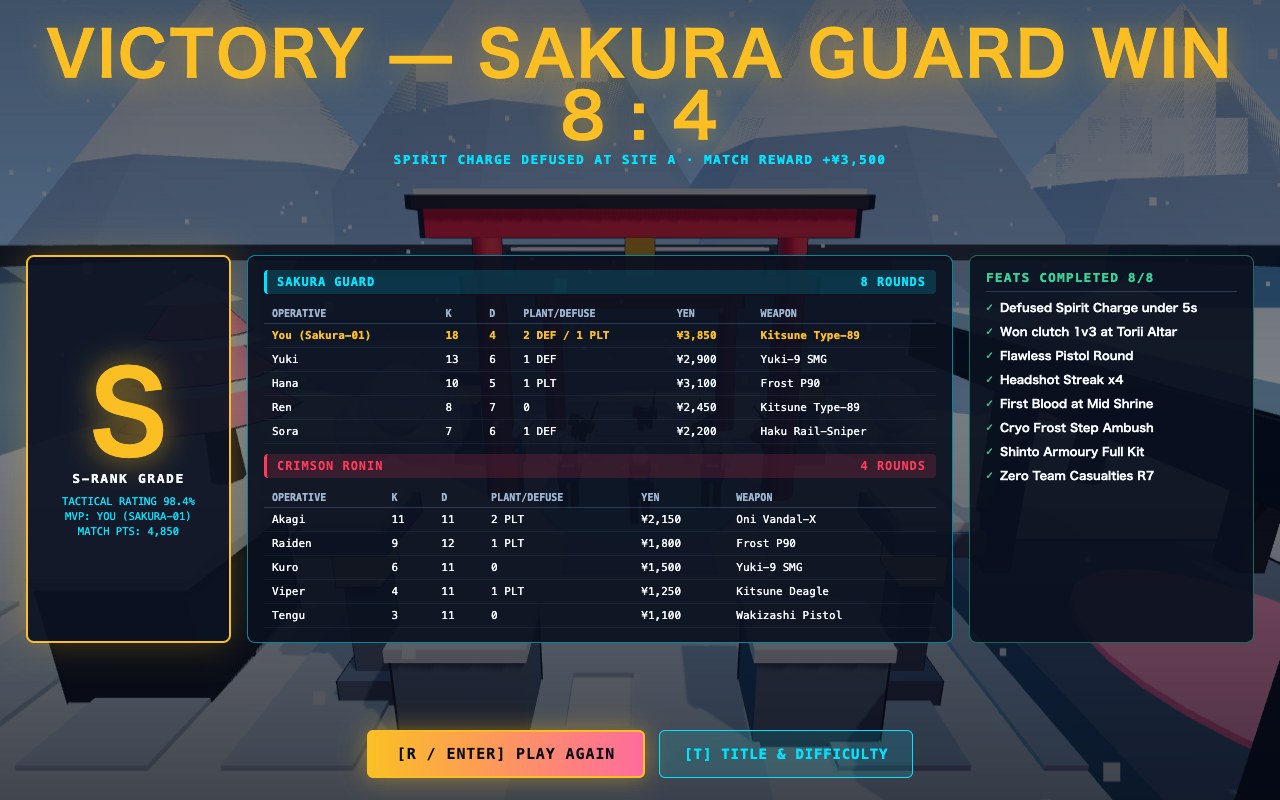 VICTORY — SAKURA GUARD WIN
8 : 4
SPIRIT CHARGE DEFUSED AT SITE A · MATCH REWARD +¥3,500
S
S-RANK GRADE
TACTICAL RATING 98.4%
MVP: YOU (SAKURA-01)
MATCH PTS: 4,850
SAKURA GUARD 8 ROUNDS
OPERATIVE K D PLANT/DEFUSE YEN WEAPON
You (Sakura-01) 18 4 2 DEF / 1 PLT ¥3,850 Kitsune Type-89
Yuki 13 6 1 DEF ¥2,900 Yuki-9 SMG
Hana 10 5 1 PLT ¥3,100 Frost P90
Ren 8 7 0 ¥2,450 Kitsune Type-89
Sora 7 6 1 DEF ¥2,200 Haku Rail-Sniper
CRIMSON RONIN 4 ROUNDS
OPERATIVE K D PLANT/DEFUSE YEN WEAPON
Akagi 11 11 2 PLT ¥2,150 Oni Vandal-X
Raiden 9 12 1 PLT ¥1,800 Frost P90
Kuro 6 11 0 ¥1,500 Yuki-9 SMG
Viper 4 11 1 PLT ¥1,250 Kitsune Deagle
Tengu 3 11 0 ¥1,100 Wakizashi Pistol
FEATS COMPLETED 8/8
✓ Defused Spirit Charge under 5s
✓ Won clutch 1v3 at Torii Altar
✓ Flawless Pistol Round
✓ Headshot Streak x4
✓ First Blood at Mid Shrine
✓ Cryo Frost Step Ambush
✓ Shinto Armoury Full Kit
✓ Zero Team Casualties R7
[R / ENTER] PLAY AGAIN
[T] TITLE & DIFFICULTY